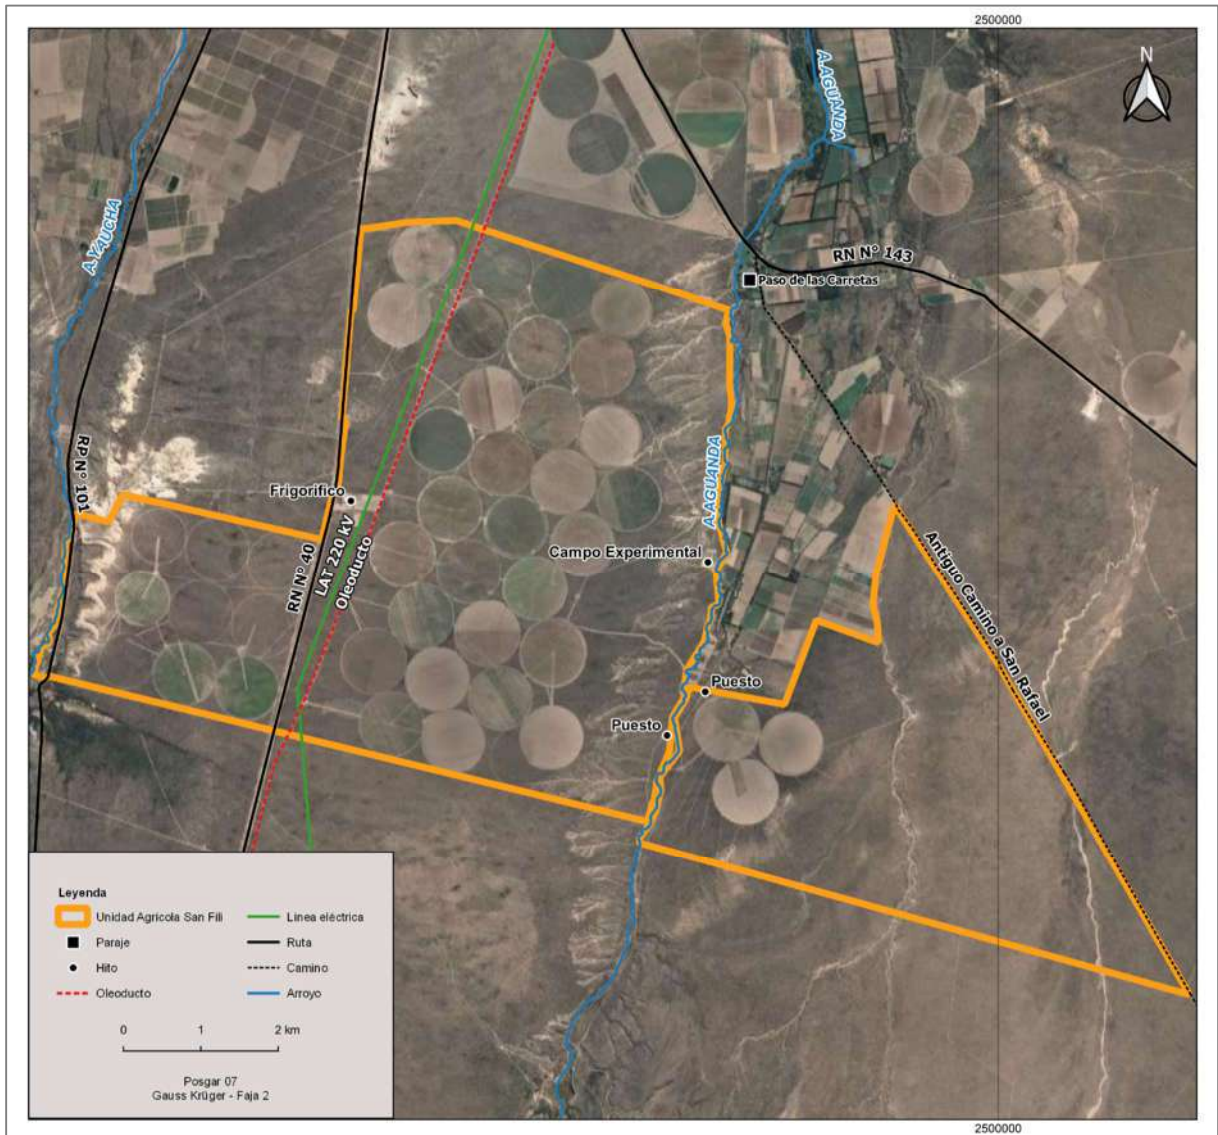 2500000
N
A.AGUANDA
A.YAUCHA
RN N° 143
Paso de las Carretas
RP N° 101
Frigorifico
A.AGUANDA
LAT 220 kV
Oleoducto
RN N° 40
Campo Experimental
Antiguo Camino a San Rafael
Puesto
Puesto
Leyenda
Unidad Agrícola San Fili
Línea eléctrica
Paraje
Ruta
Hito
Camino
Oleoducto
Arroyo
0 1 2 km
Posgar 07
Gauss Krüger - Faja 2
2500000